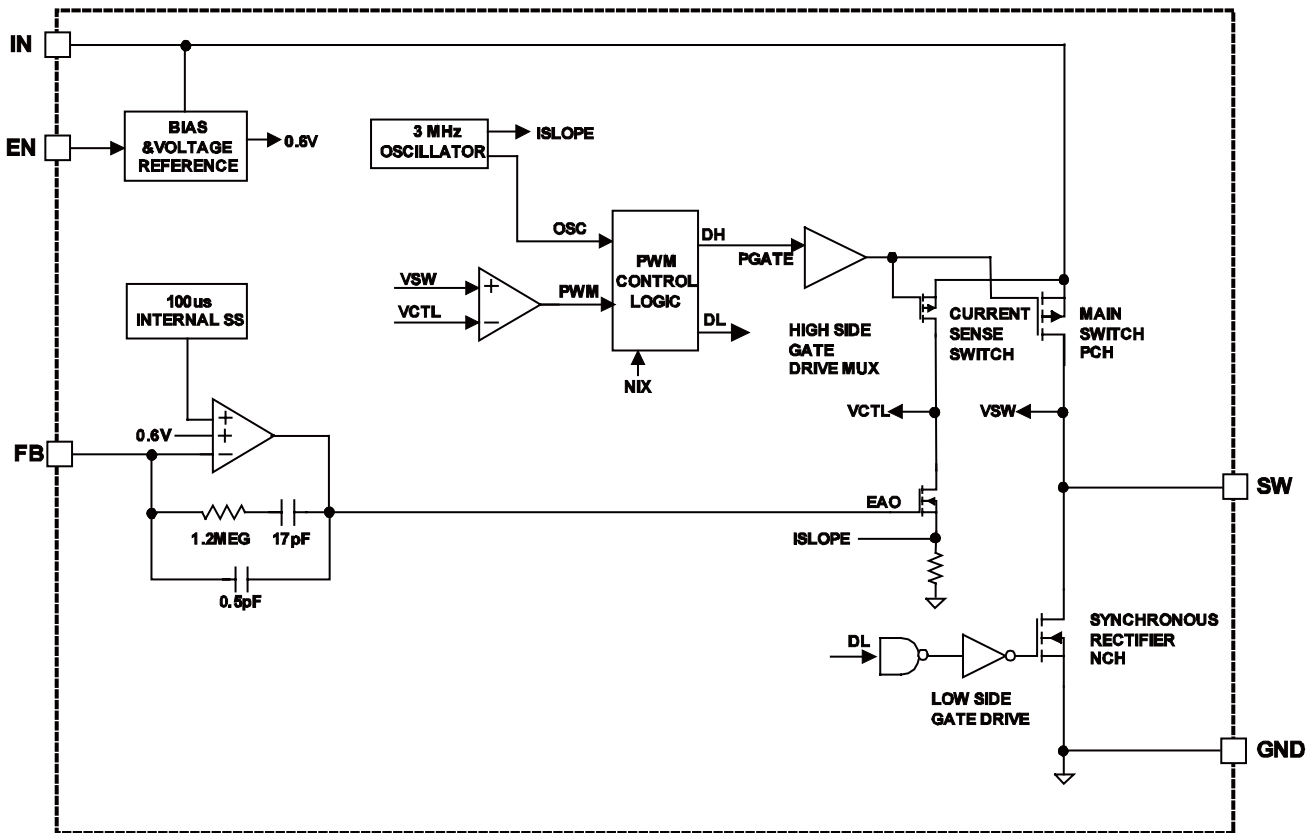 IN
BIAS
&VOLTAGE
REFERENCE
0.6V
EN
3 MHz
OSCILLATOR
ISLOPE
OSC
VSW
VCTL
PWM
PWM
CONTROL
LOGIC
DH
DL
NIX
PGATE
HIGH SIDE
GATE
DRIVE MUX
CURRENT
SENSE
SWITCH
MAIN
SWITCH
PCH
100us
INTERNAL SS
VCTL
VSW
0.6V
FB
1.2MEG
17pF
0.5pF
EAO
ISLOPE
SW
DL
LOW SIDE
GATE DRIVE
SYNCHRONOUS
RECTIFIER
NCH
GND